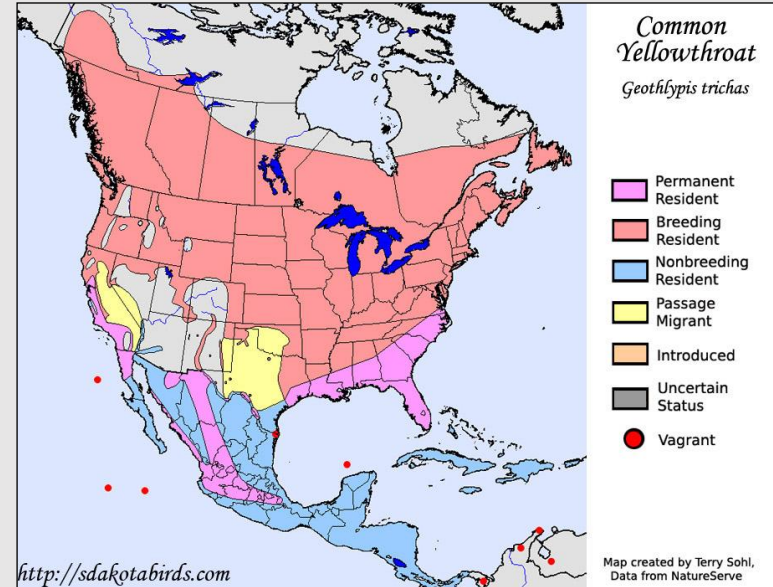 Common
Yellowthroat
Geothlypis trichas
Permanent
Resident
Breeding
Resident
Nonbreeding
Resident
Passage
Migrant
Introduced
Uncertain
Status
Vagrant
http://sdakotabirds.com
Map created by Terry Sohl,
Data from NatureServe